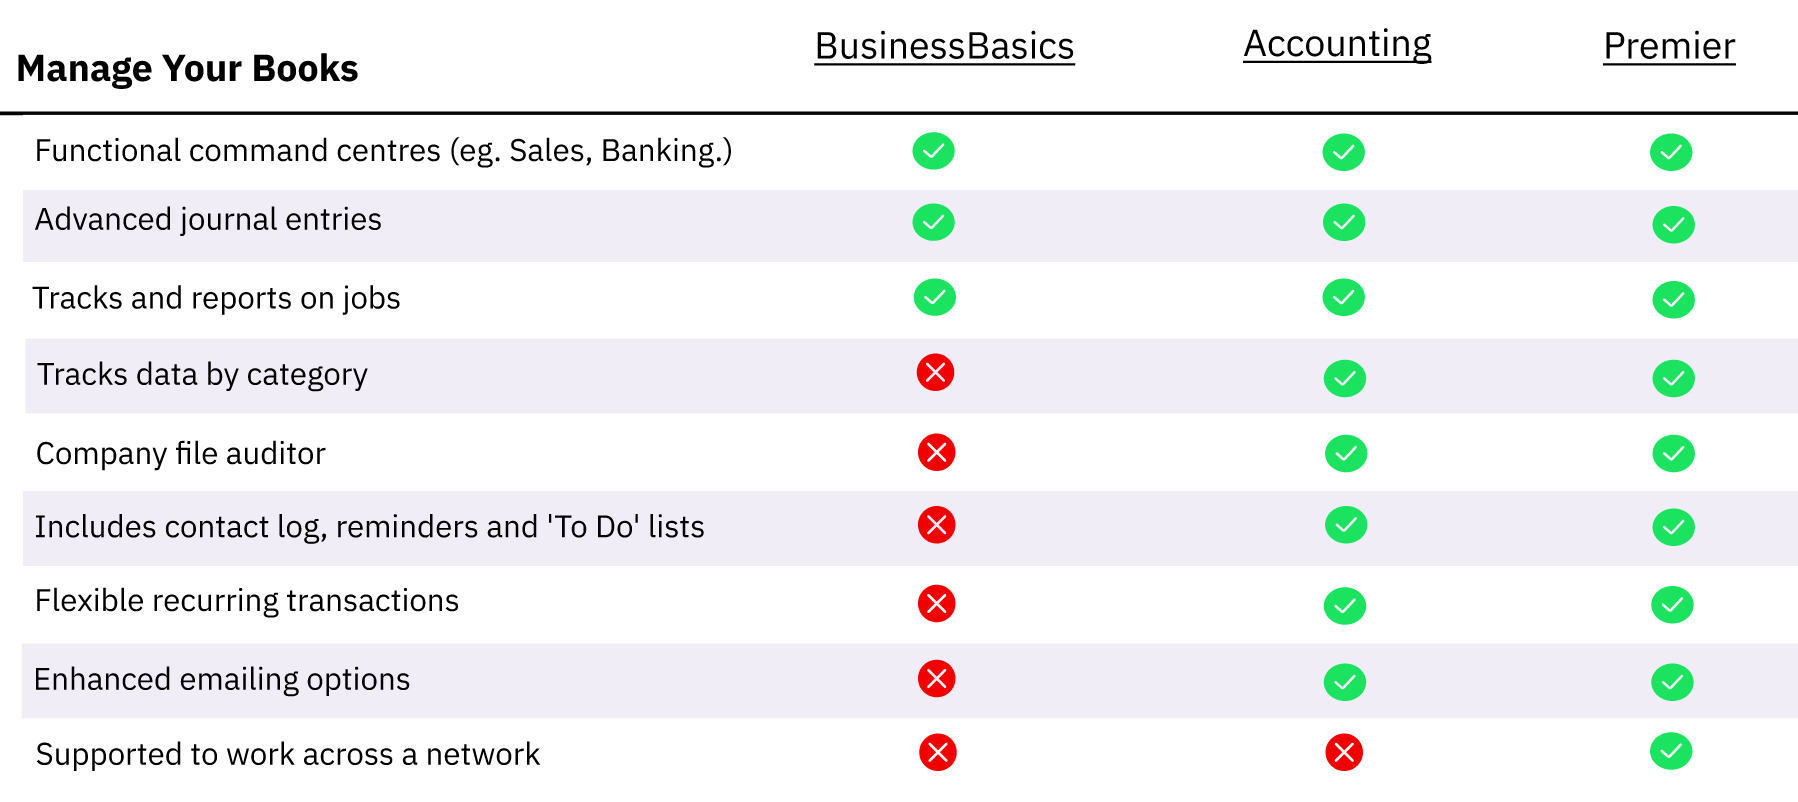 Manage Your Books
BusinessBasics
Accounting
Premier
Functional command centres (eg. Sales, Banking.)
Advanced journal entries
Tracks and reports on jobs
Tracks data by category
Company file auditor
Includes contact log, reminders and 'To Do' lists
Flexible recurring transactions
Enhanced emailing options
Supported to work across a network